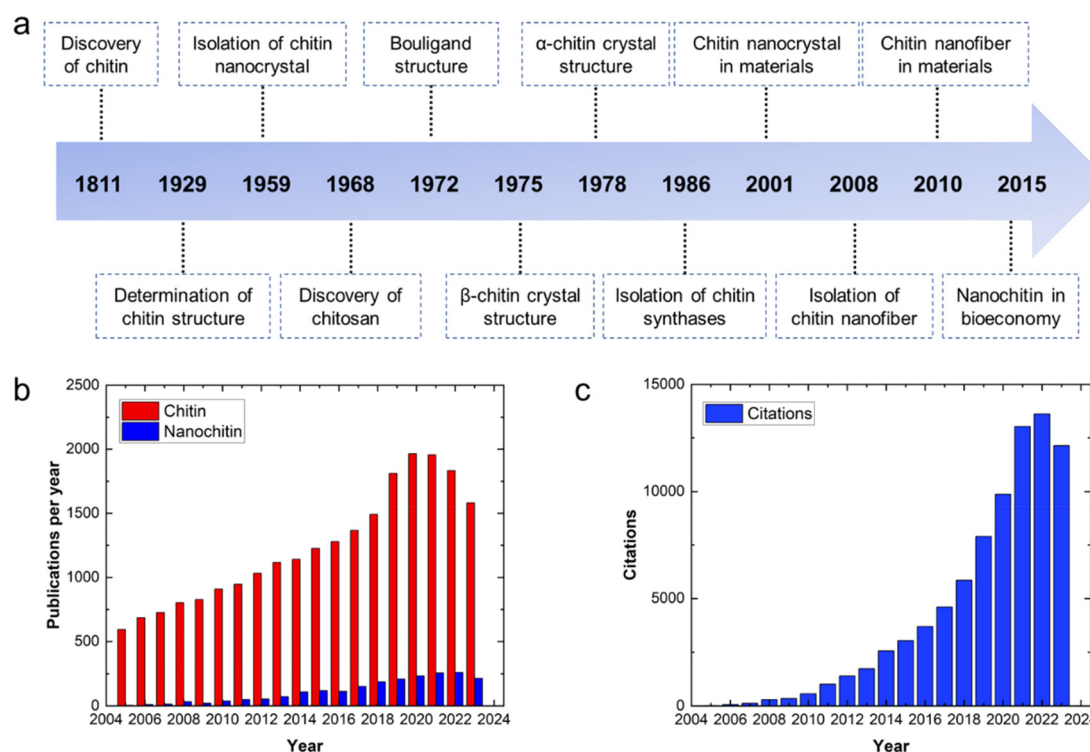 a
Discovery
of chitin
Isolation of chitin
nanocrystal
Bouligand
structure
α-chitin crystal
structure
Chitin nanocrystal
in materials
Chitin nanofiber
in materials
1811 1929 1959 1968 1972 1975 1978 1986 2001 2008 2010 2015
Determination of
chitin structure
Discovery of
chitosan
β-chitin crystal
structure
Isolation of chitin
synthases
Isolation of
chitin nanofiber
Nanochitin in
bioeconomy
b
Publications per year
2500
2000
1500
1000
500
0
Chitin
Nanochitin
2004 2006 2008 2010 2012 2014 2016 2018 2020 2022 2024
Year
c
Citations
15000
10000
5000
0
Citations
2004 2006 2008 2010 2012 2014 2016 2018 2020 2022 2024
Year